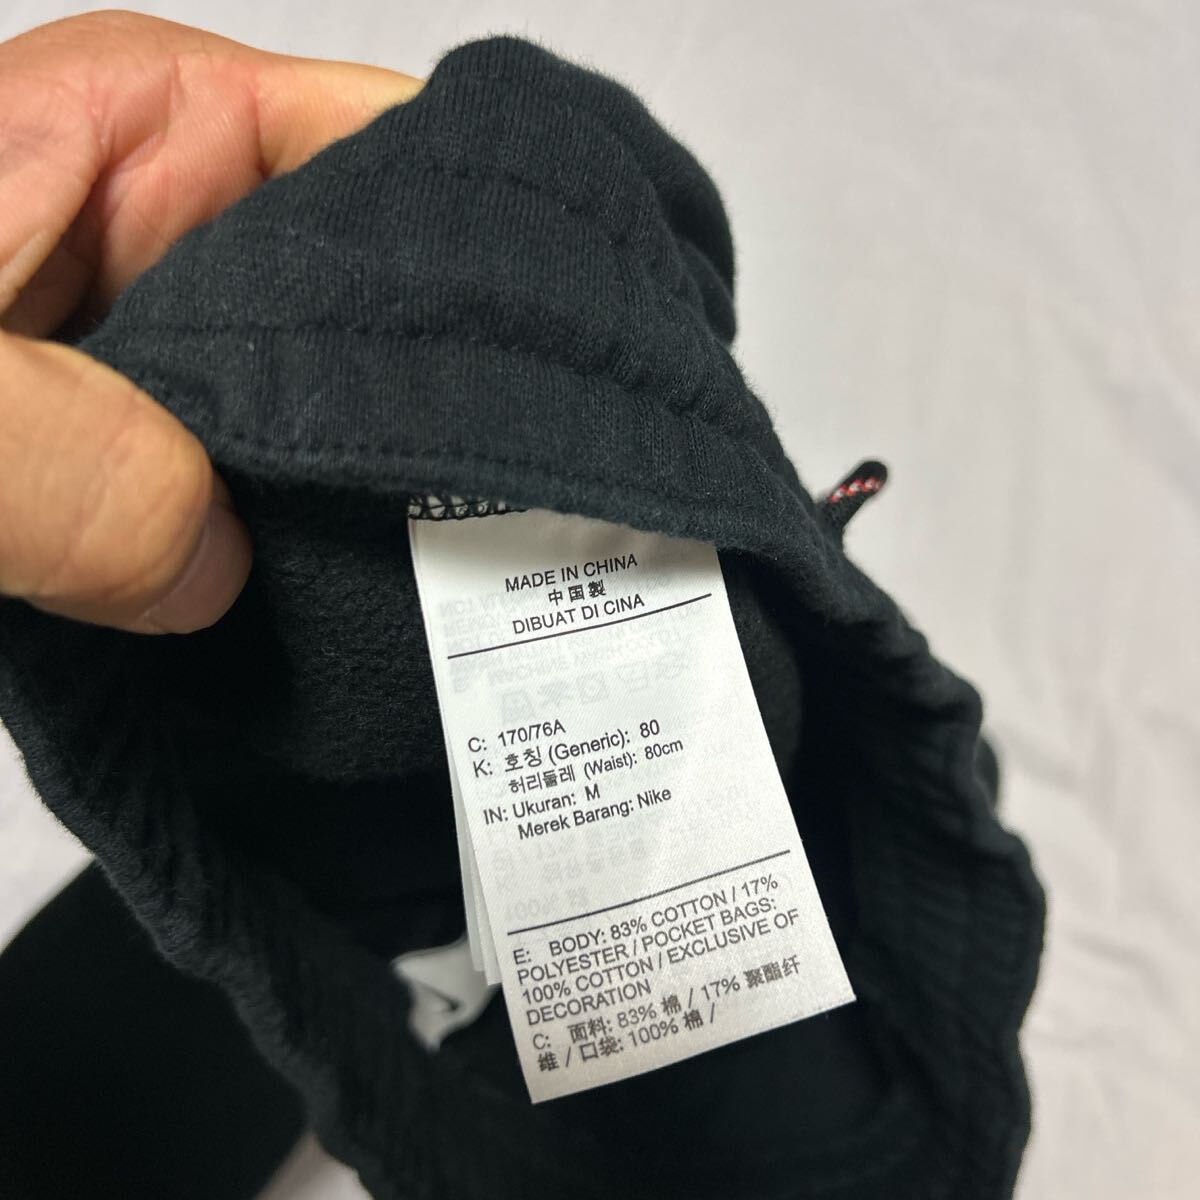 MADE IN CHINA
中国製
DIBUAT DI CINA
C: 170/76A
K: 호칭 (Generic): 80
허리둘레 (Waist): 80cm
IN: Ukuran: M
Merek Barang: Nike
E: BODY: 83% COTTON / 17%
POLYESTER / POCKET BAGS:
100% COTTON / EXCLUSIVE OF
DECORATION
C: 面料: 83% 棉 / 17% 聚酯纤
维 / 口袋: 100% 棉 /